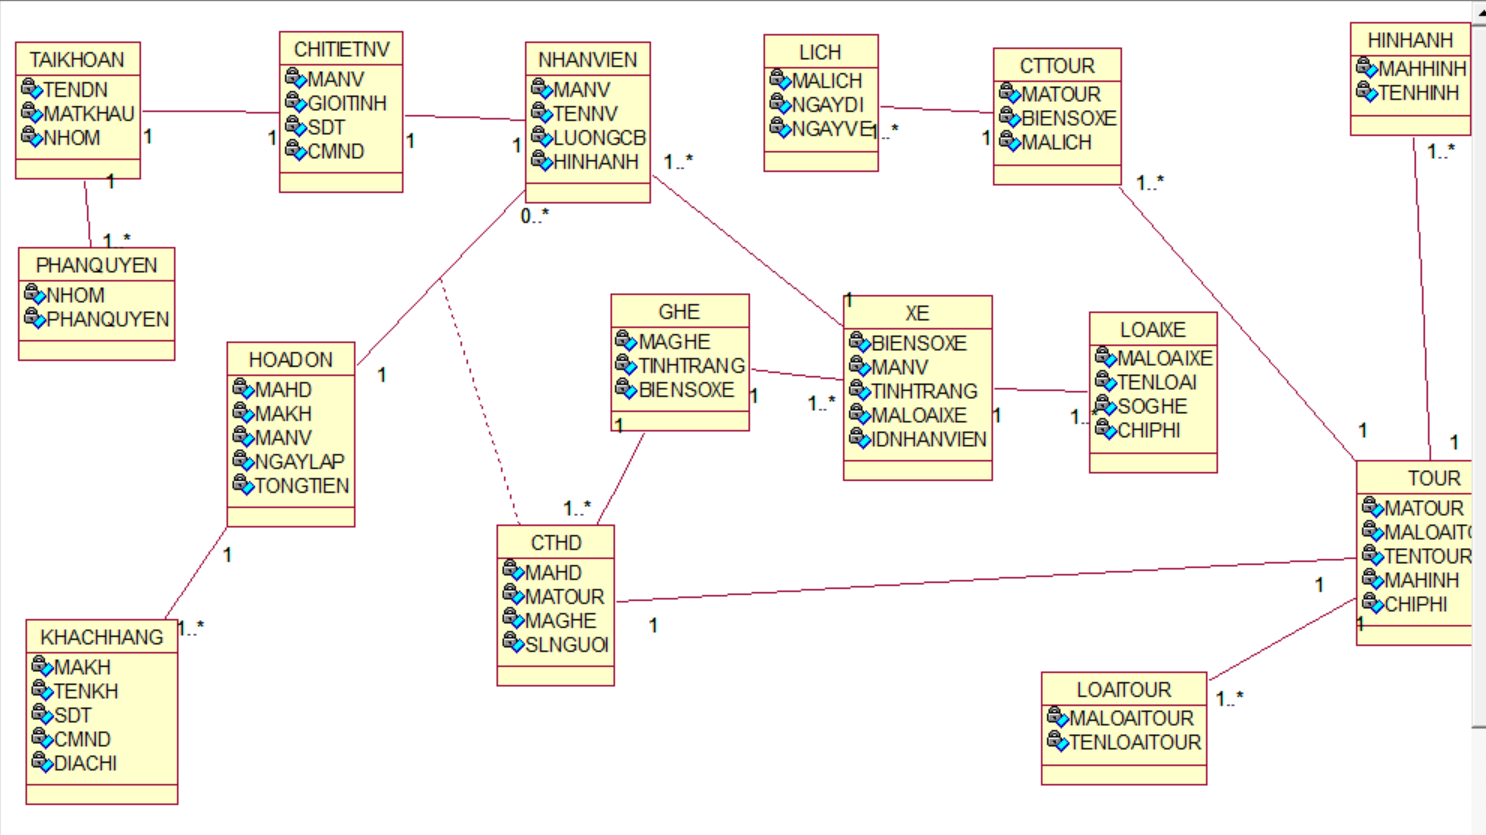 TAIKHOAN
TENDN
MATKHAU
NHOM
1
1
CHITIETNV
MANV
GIOITINH
SDT
CMND
1
1
NHANVIEN
MANV
TENNV
LUONGCB
HINHANH
1
0..*
1..*
LICH
MALICH
NGAYDI
NGAYVE
1..*
CTTOUR
MATOUR
BIENSOXE
MALICH
1
1..*
HINHANH
MAHHINH
TENHINH
1..*
1..*
PHANQUYEN
NHOM
PHANQUYEN
HOADON
MAHD
MAKH
MANV
NGAYLAP
TONGTIEN
1
1
GHE
MAGHE
TINHTRANG
BIENSOXE
1
1
1
XE
BIENSOXE
MANV
TINHTRANG
MALOAIXE
IDNHANVIEN
1..*
1
LOAIXE
MALOAIXE
TENLOAI
SOGHE
CHIPHI
1..
1
1
TOUR
MATOUR
MALOAIT
TENTOUR
MAHINH
CHIPHI
1
1
1..*
CTHD
MAHD
MATOUR
MAGHE
SLNGUOI
1
KHACHHANG
MAKH
TENKH
SDT
CMND
DIACHI
1..*
LOAITOUR
MALOAITOUR
TENLOAITOUR
1..*